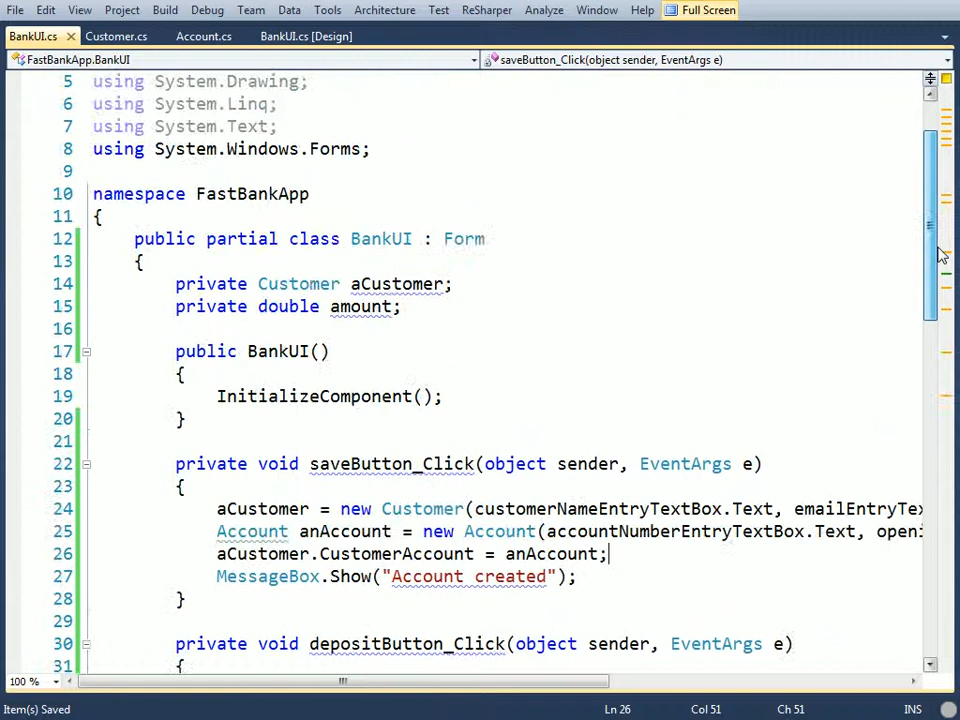 File Edit View Project Build Debug Team Data Tools Architecture Test ReSharper Analyze Window Help Full Screen
BankUI.cs Customer.cs Account.cs BankUI.cs [Design]
FastBankApp.BankUI saveButton_Click(object sender, EventArgs e)
5 using System.Drawing;
6 using System.Linq;
7 using System.Text;
8 using System.Windows.Forms;
9
10 namespace FastBankApp
11 {
12 public partial class BankUI : Form
13 {
14 private Customer aCustomer;
15 private double amount;
16
17 public BankUI()
18 {
19 InitializeComponent();
20 }
21
22 private void saveButton_Click(object sender, EventArgs e)
23 {
24 aCustomer = new Customer(customerNameEntryTextBox.Text, emailEntryTex
25 Account anAccount = new Account(accountNumberEntryTextBox.Text, openi
26 aCustomer.CustomerAccount = anAccount;
27 MessageBox.Show("Account created");
28 }
29
30 private void depositButton_Click(object sender, EventArgs e)
31 {
100 %
Item(s) Saved Ln 26 Col 51 Ch 51 INS